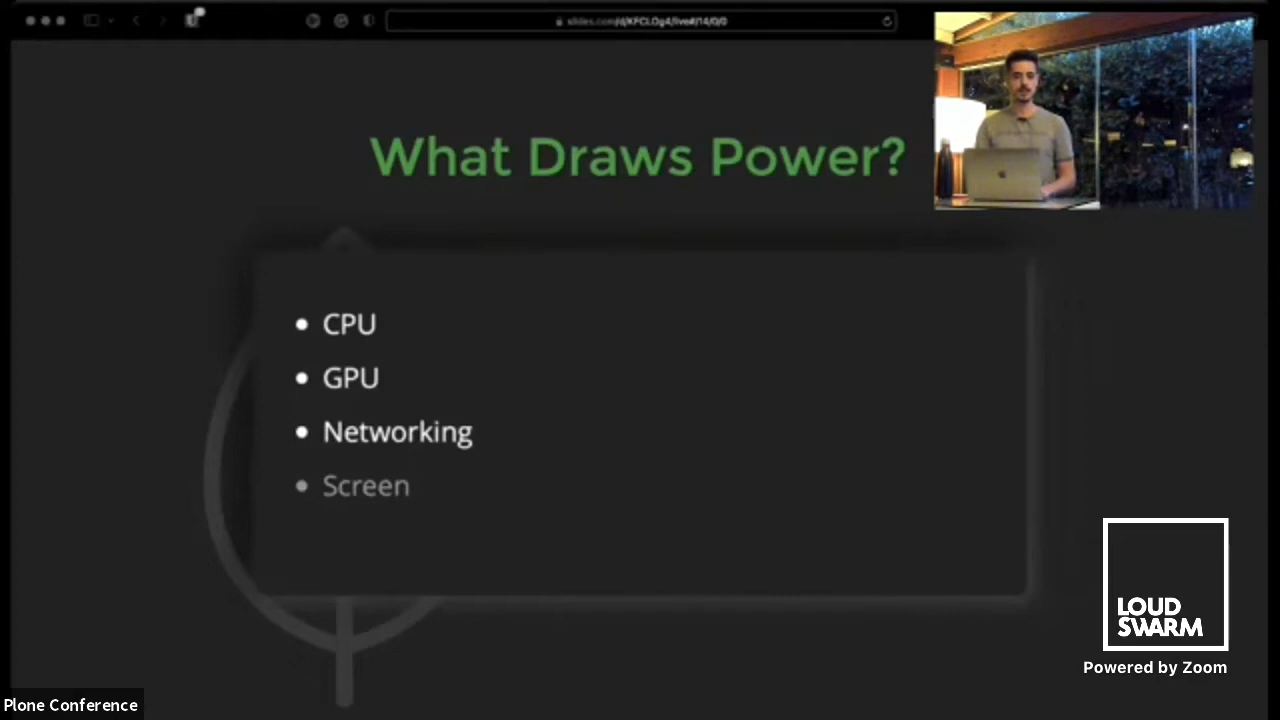 What Draws Power?
• CPU
• GPU
• Networking
• Screen
LOUD
SWARM
Powered by Zoom
Plone Conference